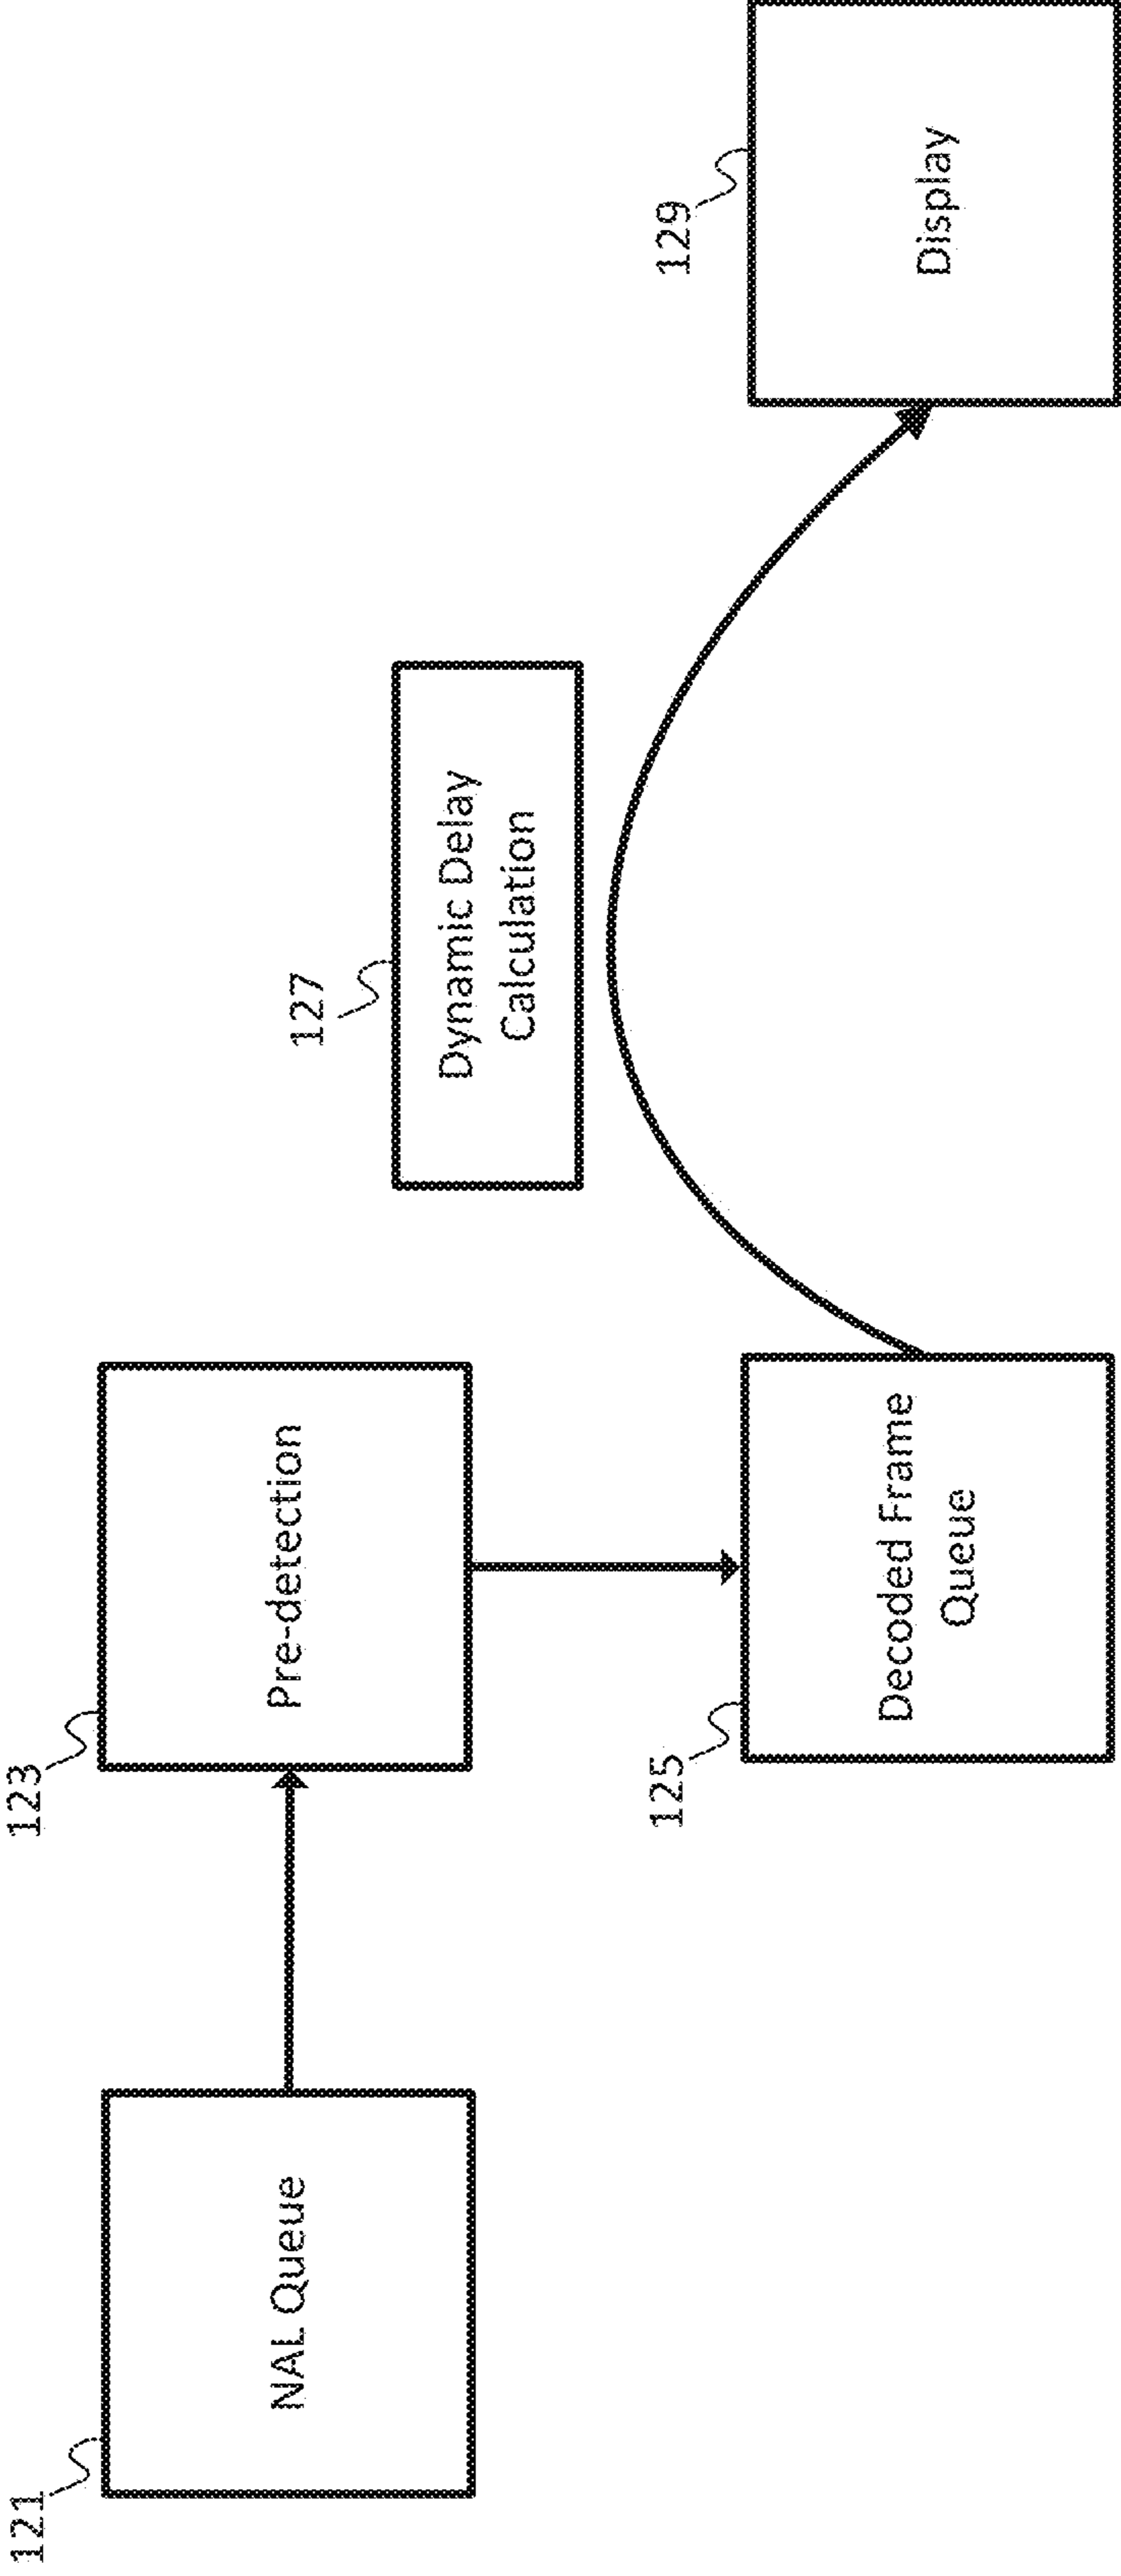 121
NAL Queue
123
Pre-detection
125
Decoded Frame
Queue
127
Dynamic Delay
Calculation
129
Display